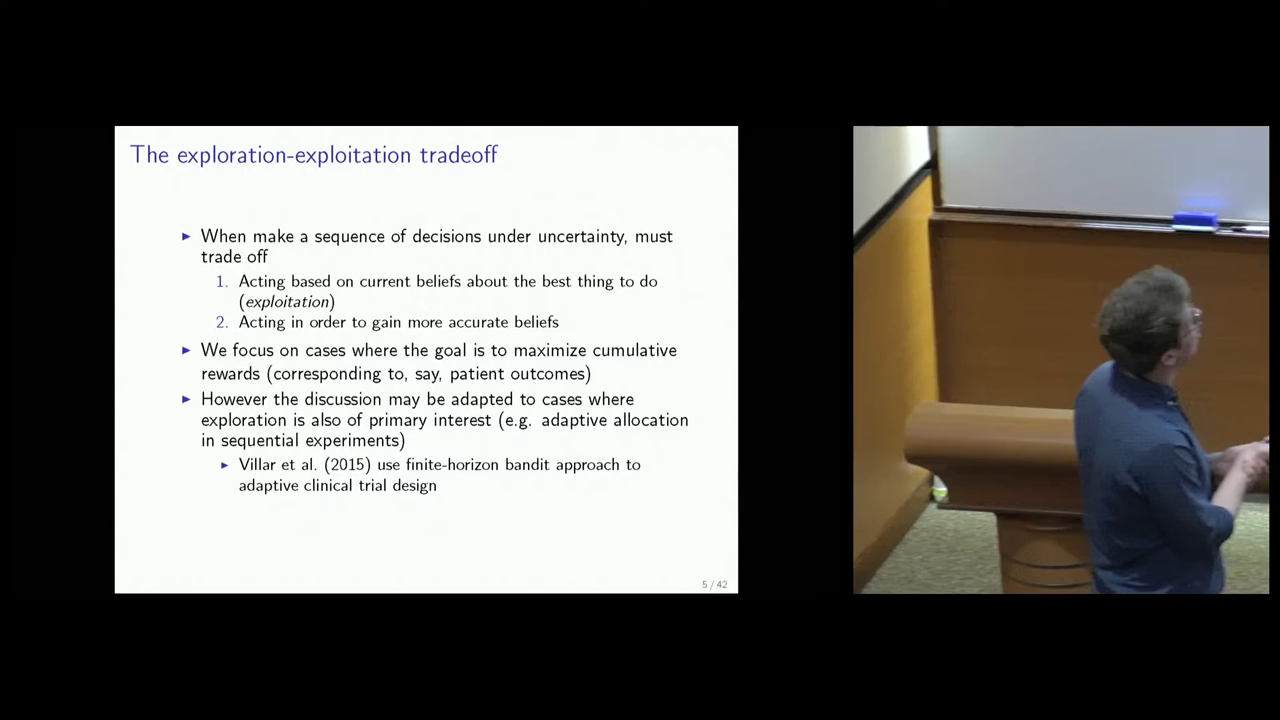 The exploration-exploitation tradeoff
▶ When make a sequence of decisions under uncertainty, must
trade off
1. Acting based on current beliefs about the best thing to do
(exploitation)
2. Acting in order to gain more accurate beliefs
▶ We focus on cases where the goal is to maximize cumulative
rewards (corresponding to, say, patient outcomes)
▶ However the discussion may be adapted to cases where
exploration is also of primary interest (e.g. adaptive allocation
in sequential experiments)
▶ Villar et al. (2015) use finite-horizon bandit approach to
adaptive clinical trial design
5 / 42